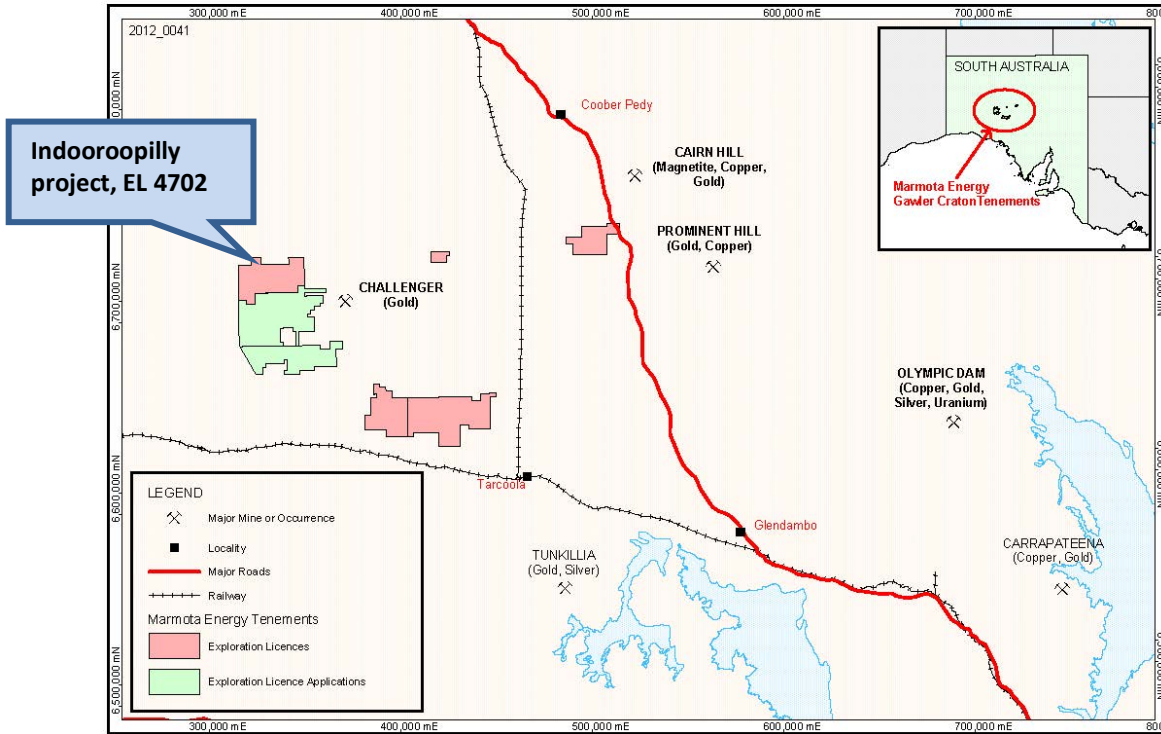 300,000 mE
400,000 mE
500,000 mE
600,000 mE
700,000 mE
2012_0041
SOUTH AUSTRALIA
Marmota Energy
Gawler CratonTenements
Coober Pedy
Indooroopilly
project, EL 4702
CAIRN HILL
(Magnetite, Copper,
Gold)
PROMINENT HILL
(Gold, Copper)
CHALLENGER
(Gold)
6,700,000 mN
OLYMPIC DAM
(Copper, Gold,
Silver, Uranium)
6,600,000 mN
Tarcoola
Glendambo
TUNKILLIA
(Gold, Silver)
CARRAPATEENA
(Copper, Gold)
LEGEND
Major Mine or Occurrence
Locality
Major Roads
Railway
Marmota Energy Tenements
Exploration Licences
Exploration Licence Applications
6,500,000 mN
300,000 mE
400,000 mE
500,000 mE
600,000 mE
700,000 mE